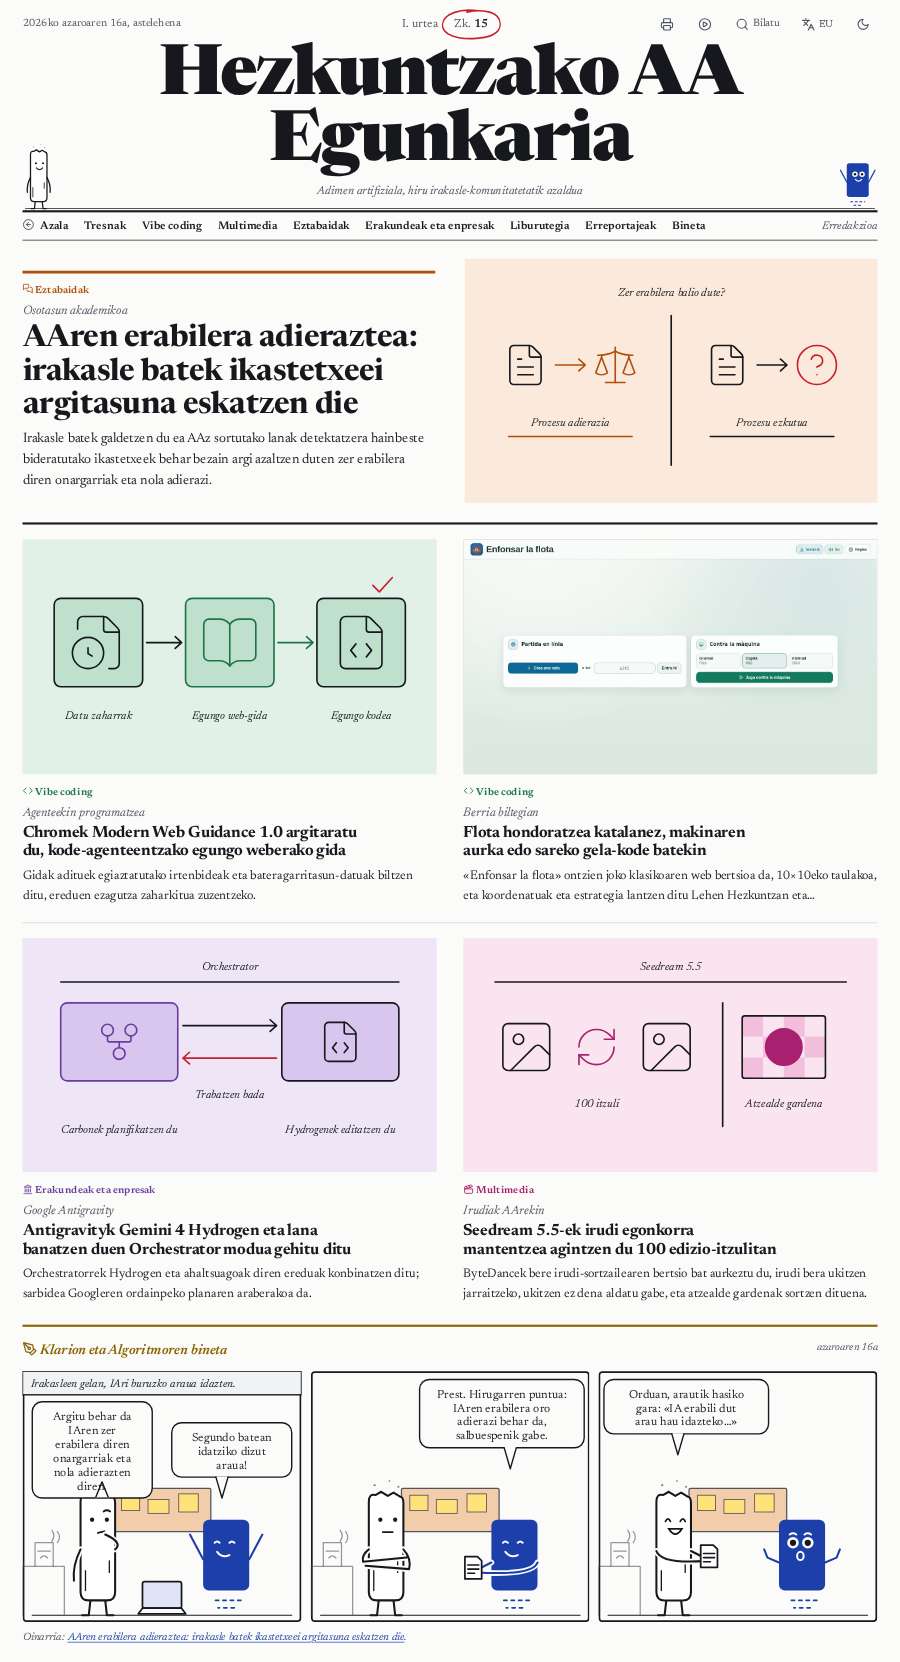 2026ko azaroaren 16a, astelehena
I. urtea
Zk. 15
Bilatu
EU
Hezkuntzako AA
Egunkaria
Adimen artifiziala, hiru irakasle-komunitatetatik azaldua
Azala
Tresnak
Vibe coding
Multimedia
Eztabaidak
Erakundeak eta enpresak
Liburutegia
Erreportajeak
Bineta
Erredakzioa
Eztabaidak
Osotasun akademikoa
AAren erabilera adieraztea:
irakasle batek ikastetxeei
argitasuna eskatzen die
Irakasle batek galdetzen du ea AAz sortutako lanak detektatzera hainbeste
bideratutako ikastetxeek behar bezain argi azaltzen duten zer erabilera
diren onargarriak eta nola adierazi.
Zer erabilera balio dute?
Prozesu adierazia
Prozesu ezkutua
Datu zaharrak
Egungo web-gida
Egungo kodea
Vibe coding
Agenteekin programatzea
Chromek Modern Web Guidance 1.0 argitaratu
du, kode-agenteentzako egungo weberako gida
Gidak adituek egiaztatutako irtenbideak eta bateragarritasun-datuak biltzen
ditu, ereduen ezagutza zaharkitua zuzentzeko.
Enfonsar la flota
Partida en línia
Crea una sala
Entra-hi
Contra la màquina
Juga contra la màquina
Vibe coding
Berria biltegian
Flota hondoratzea katalanez, makinaren
aurka edo sareko gela-kode batekin
«Enfonsar la flota» ontzien joko klasikoaren web bertsioa da, 10×10eko taulakoa,
eta koordenatuak eta estrategia lantzen ditu Lehen Hezkuntzan eta…
Orchestrator
Trabatzen bada
Carbonek planifikatzen du
Hydrogenek editatzen du
Erakundeak eta enpresak
Google Antigravity
Antigravityk Gemini 4 Hydrogen eta lana
banatzen duen Orchestrator modua gehitu ditu
Orchestratorrek Hydrogen eta ahaltsuagoak diren ereduak konbinatzen ditu;
sarbidea Googleren ordainpeko planaren araberakoa da.
Seedream 5.5
100 itzuli
Atzealde gardena
Multimedia
Irudiak AArekin
Seedream 5.5-ek irudi egonkorra
mantentzea agintzen du 100 edizio-itzulitan
ByteDancek bere irudi-sortzailearen bertsio bat aurkeztu du, irudi bera ukitzen
jarraitzeko, ukitzen ez dena aldatu gabe, eta atzealde gardenak sortzen dituena.
Klarion eta Algoritmoren bineta
azaroaren 16a
Irakasleen gelan, IAri buruzko araua idazten.
Argitu behar da
IAren zer
erabilera diren
onargarriak eta
nola adierazten
diren.
Segundo batean
idatziko dizut
araua!
Prest. Hirugarren puntua:
IAren erabilera oro
adierazi behar da,
salbuespenik gabe.
Orduan, arautik hasiko
gara: «IA erabili dut
arau hau idazteko…»
Oinarria: AAren erabilera adieraztea: irakasle batek ikastetxeei argitasuna eskatzen die.